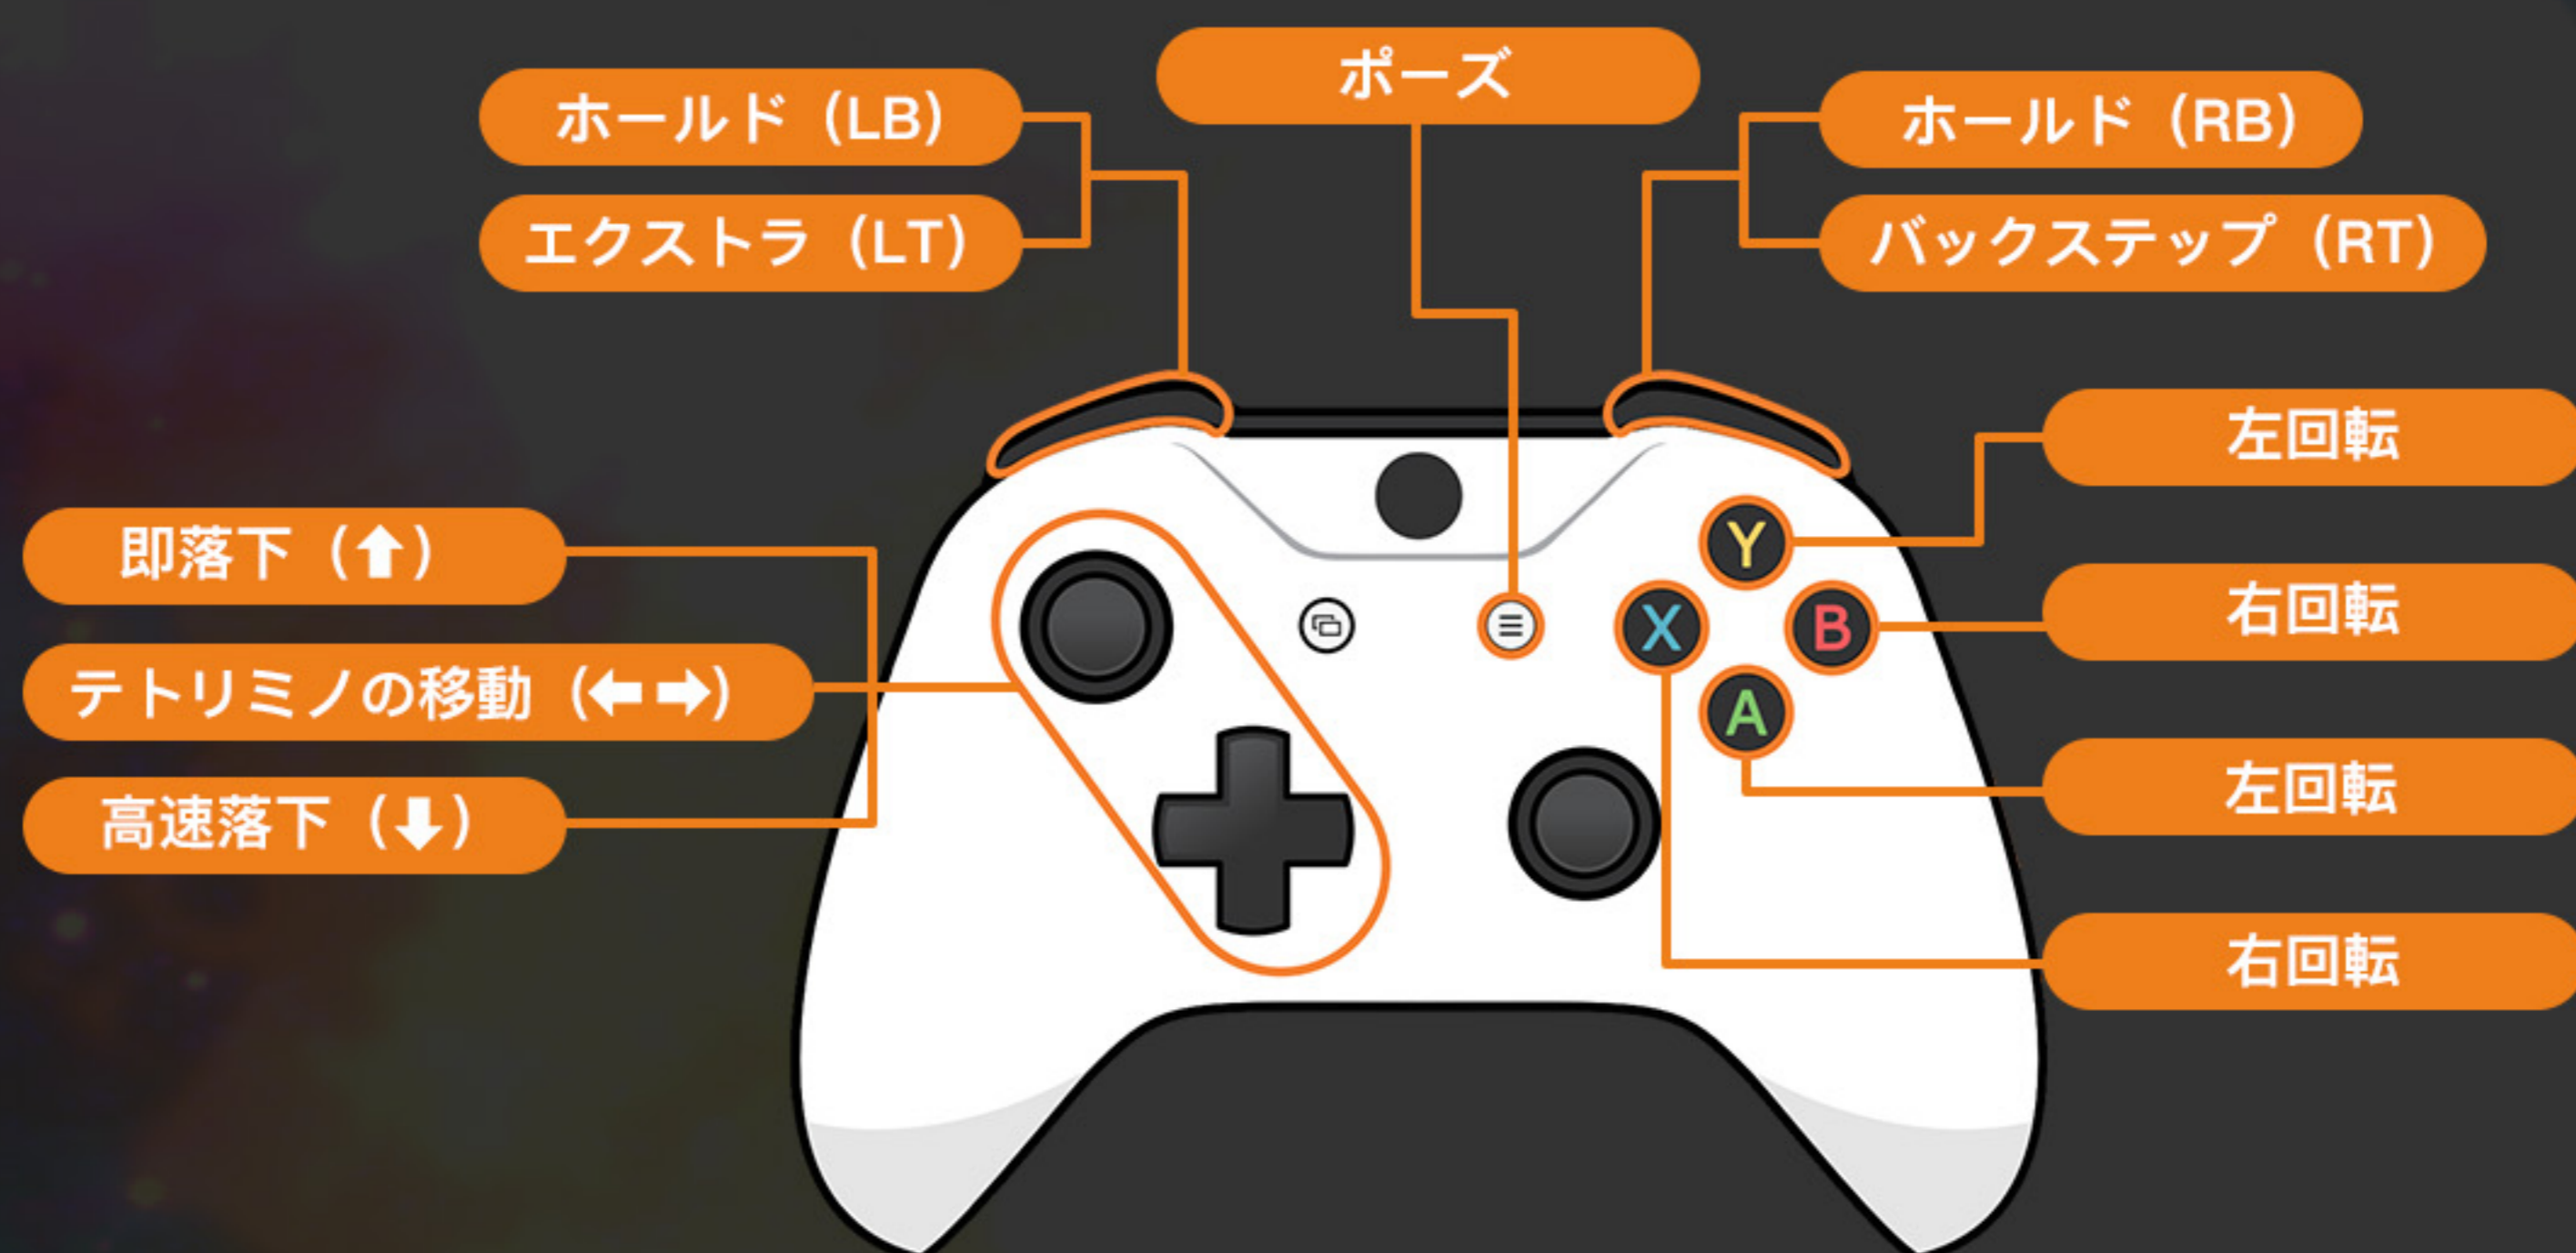 ポーズ
ホールド（LB）
エクストラ（LT）
ホールド（RB）
バックステップ（RT）
即落下（⬆）
テトリミノの移動（⬅➡）
高速落下（⬇）
左回転
右回転
左回転
右回転
Y
X
B
A